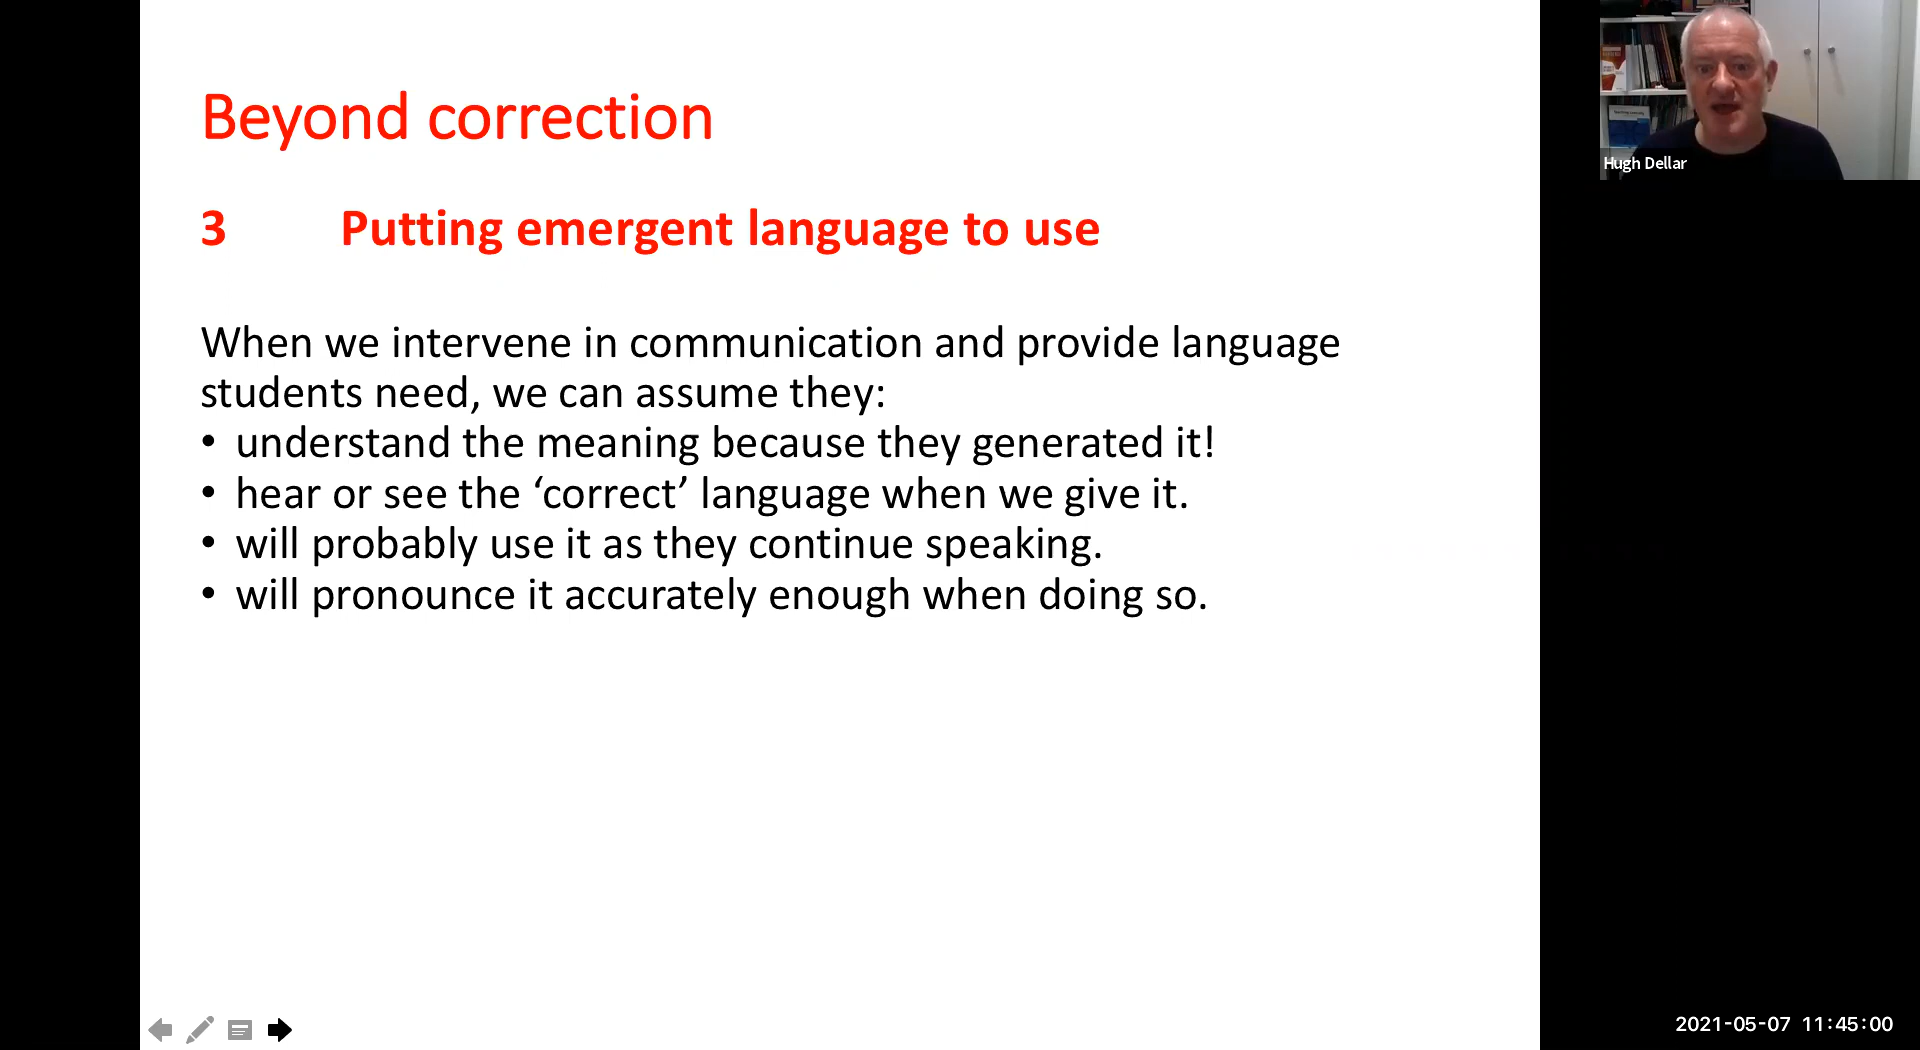 Beyond correction
3 Putting emergent language to use
When we intervene in communication and provide language
students need, we can assume they:
• understand the meaning because they generated it!
• hear or see the ‘correct’ language when we give it.
• will probably use it as they continue speaking.
• will pronounce it accurately enough when doing so.
Hugh Dellar
2021-05-07 11:45:00